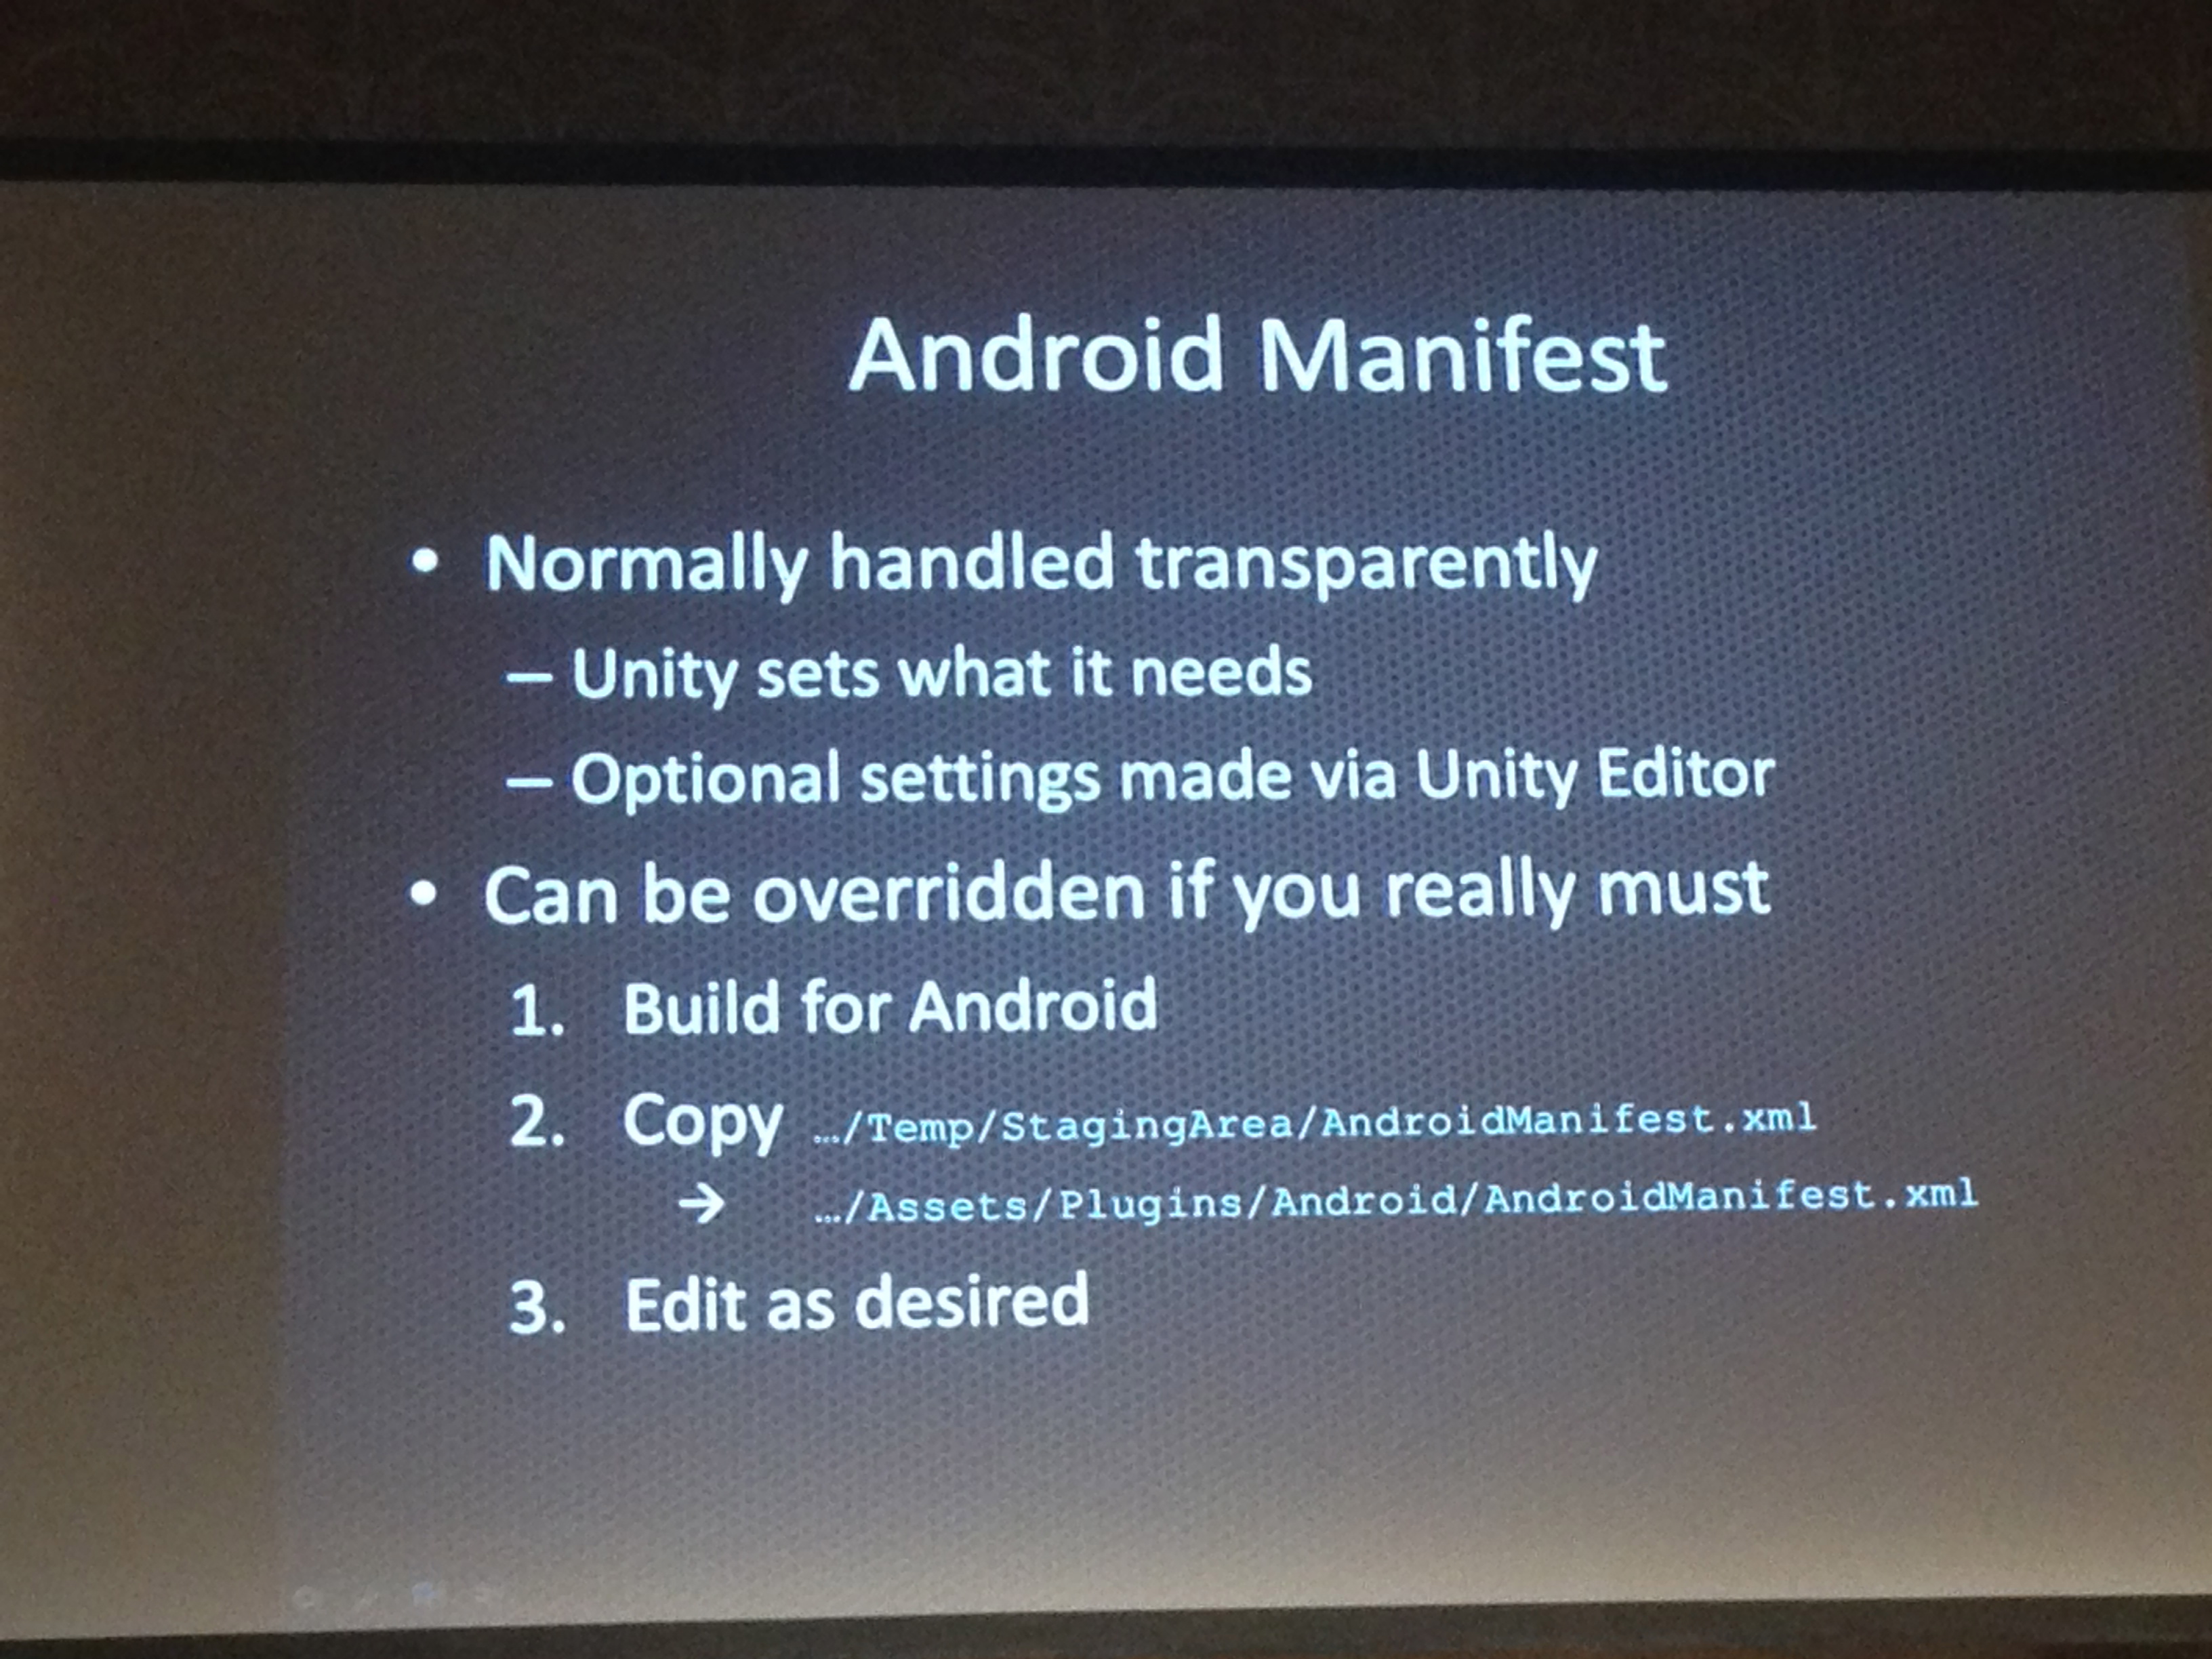 Android Manifest
• Normally handled transparently
– Unity sets what it needs
– Optional settings made via Unity Editor
• Can be overridden if you really must
1. Build for Android
2. Copy …/Temp/StagingArea/AndroidManifest.xml
→ …/Assets/Plugins/Android/AndroidManifest.xml
3. Edit as desired